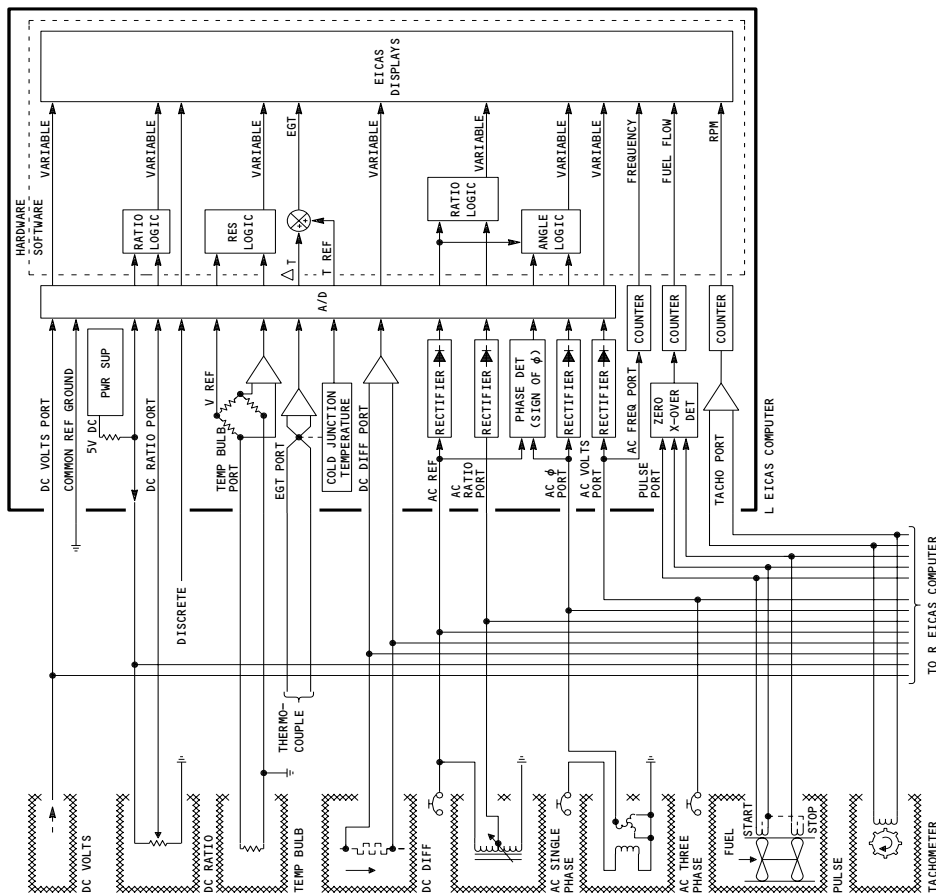 HARDWARE
SOFTWARE
EICAS
DISPLAYS
VARIABLE
VARIABLE
VARIABLE
EGT
VARIABLE
VARIABLE
VARIABLE
VARIABLE
FREQUENCY
FUEL FLOW
RPM
RATIO
LOGIC
RES
LOGIC
RATIO
LOGIC
ANGLE
LOGIC
△ T
T REF
A/D
COUNTER
COUNTER
COUNTER
DC VOLTS PORT
COMMON REF GROUND
5V DC
PWR SUP
DC RATIO PORT
V REF
TEMP BULB
PORT
EGT PORT
COLD JUNCTION
TEMPERATURE
DC DIFF PORT
AC REF
RECTIFIER
AC
RATIO
PORT
RECTIFIER
PHASE DET
(SIGN OF ϕ)
AC ϕ
PORT
RECTIFIER
AC VOLTS
PORT
RECTIFIER
AC FREQ PORT
PULSE
PORT
ZERO
X-OVER
DET
TACHO PORT
L EICAS COMPUTER
DISCRETE
THERMO-
COUPLE
TO R EICAS COMPUTER
DC VOLTS
DC RATIO
TEMP BULB
DC DIFF
AC SINGLE
PHASE
AC THREE
PHASE
FUEL
START
STOP
PULSE
TACHOMETER